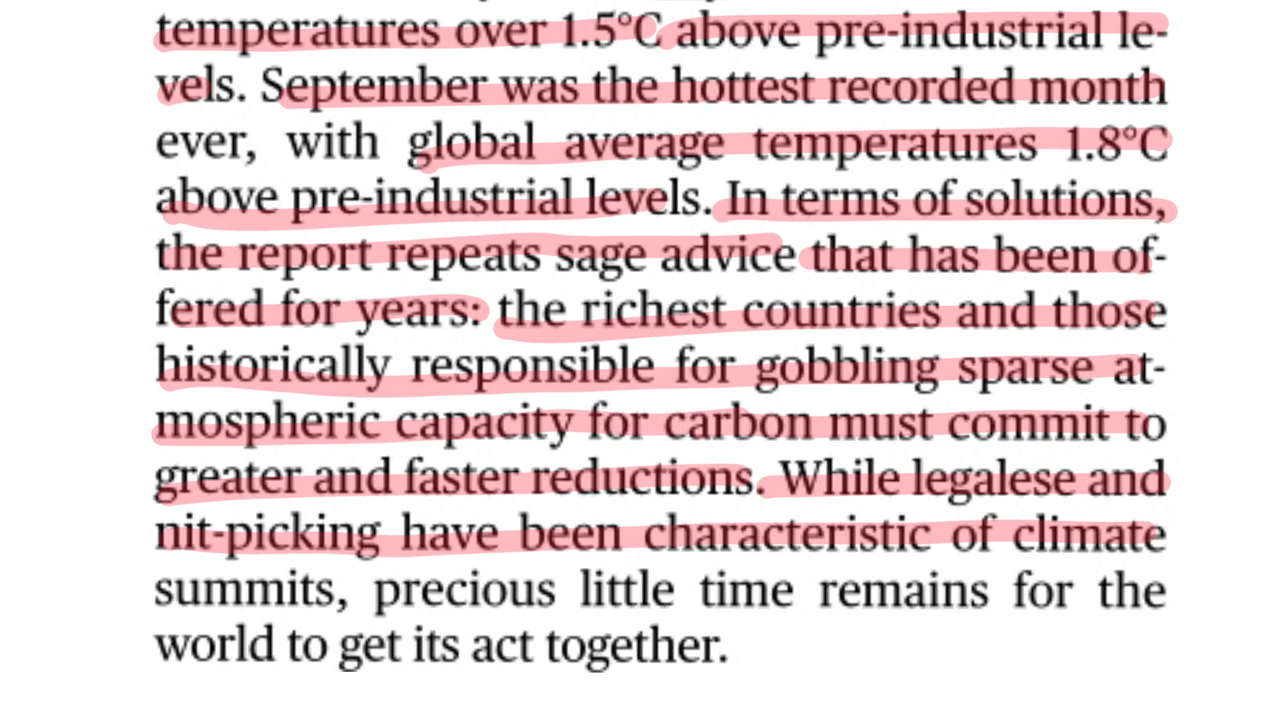 temperatures over 1.5°C above pre-industrial le-
vels. September was the hottest recorded month
ever, with global average temperatures 1.8°C
above pre-industrial levels. In terms of solutions,
the report repeats sage advice that has been of-
fered for years: the richest countries and those
historically responsible for gobbling sparse at-
mospheric capacity for carbon must commit to
greater and faster reductions. While legalese and
nit-picking have been characteristic of climate
summits, precious little time remains for the
world to get its act together.